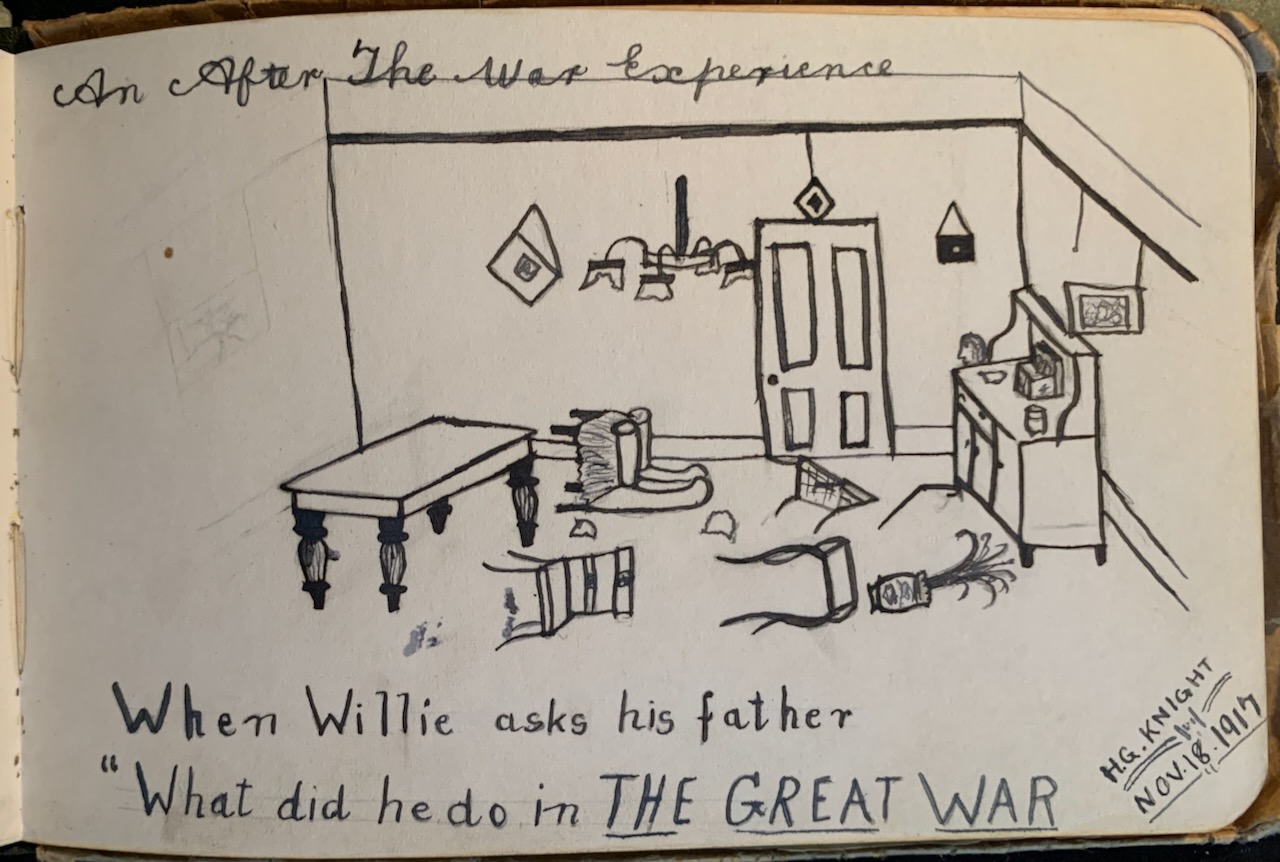 An After The War Experience
When Willie asks his father
"What did he do in THE GREAT WAR
H.G. KNIGHT
NOV. 18. 1917